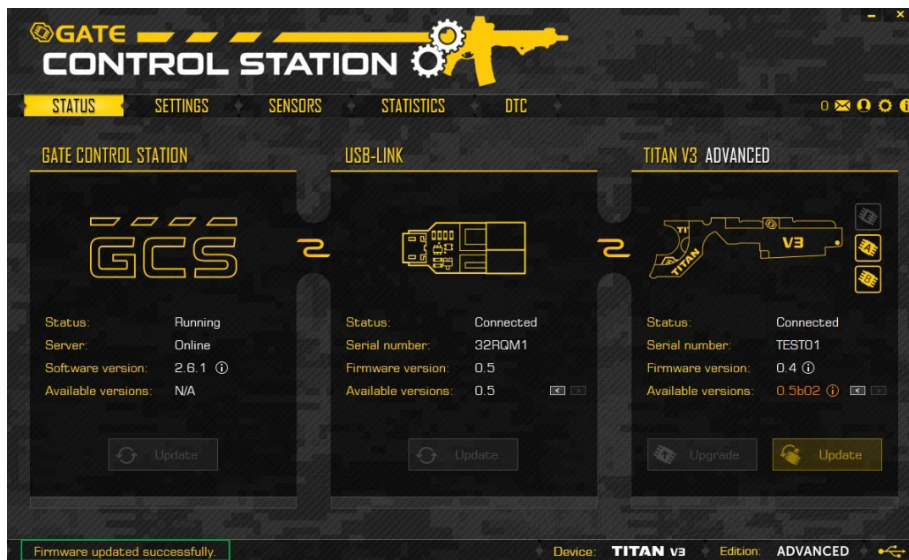 GATE
CONTROL STATION
STATUS SETTINGS SENSORS STATISTICS DTC 0
GATE CONTROL STATION
GCS
Status: Running
Server: Online
Software version: 2.6.1
Available versions: N/A
Update
USB-LINK
Status: Connected
Serial number: 32RQM1
Firmware version: 0.5
Available versions: 0.5
Update
TITAN V3 ADVANCED
TITAN
V3
Status: Connected
Serial number: TEST01
Firmware version: 0.4
Available versions: 0.5b02
Upgrade Update
Firmware updated successfully. Device: TITAN V3 Edition: ADVANCED